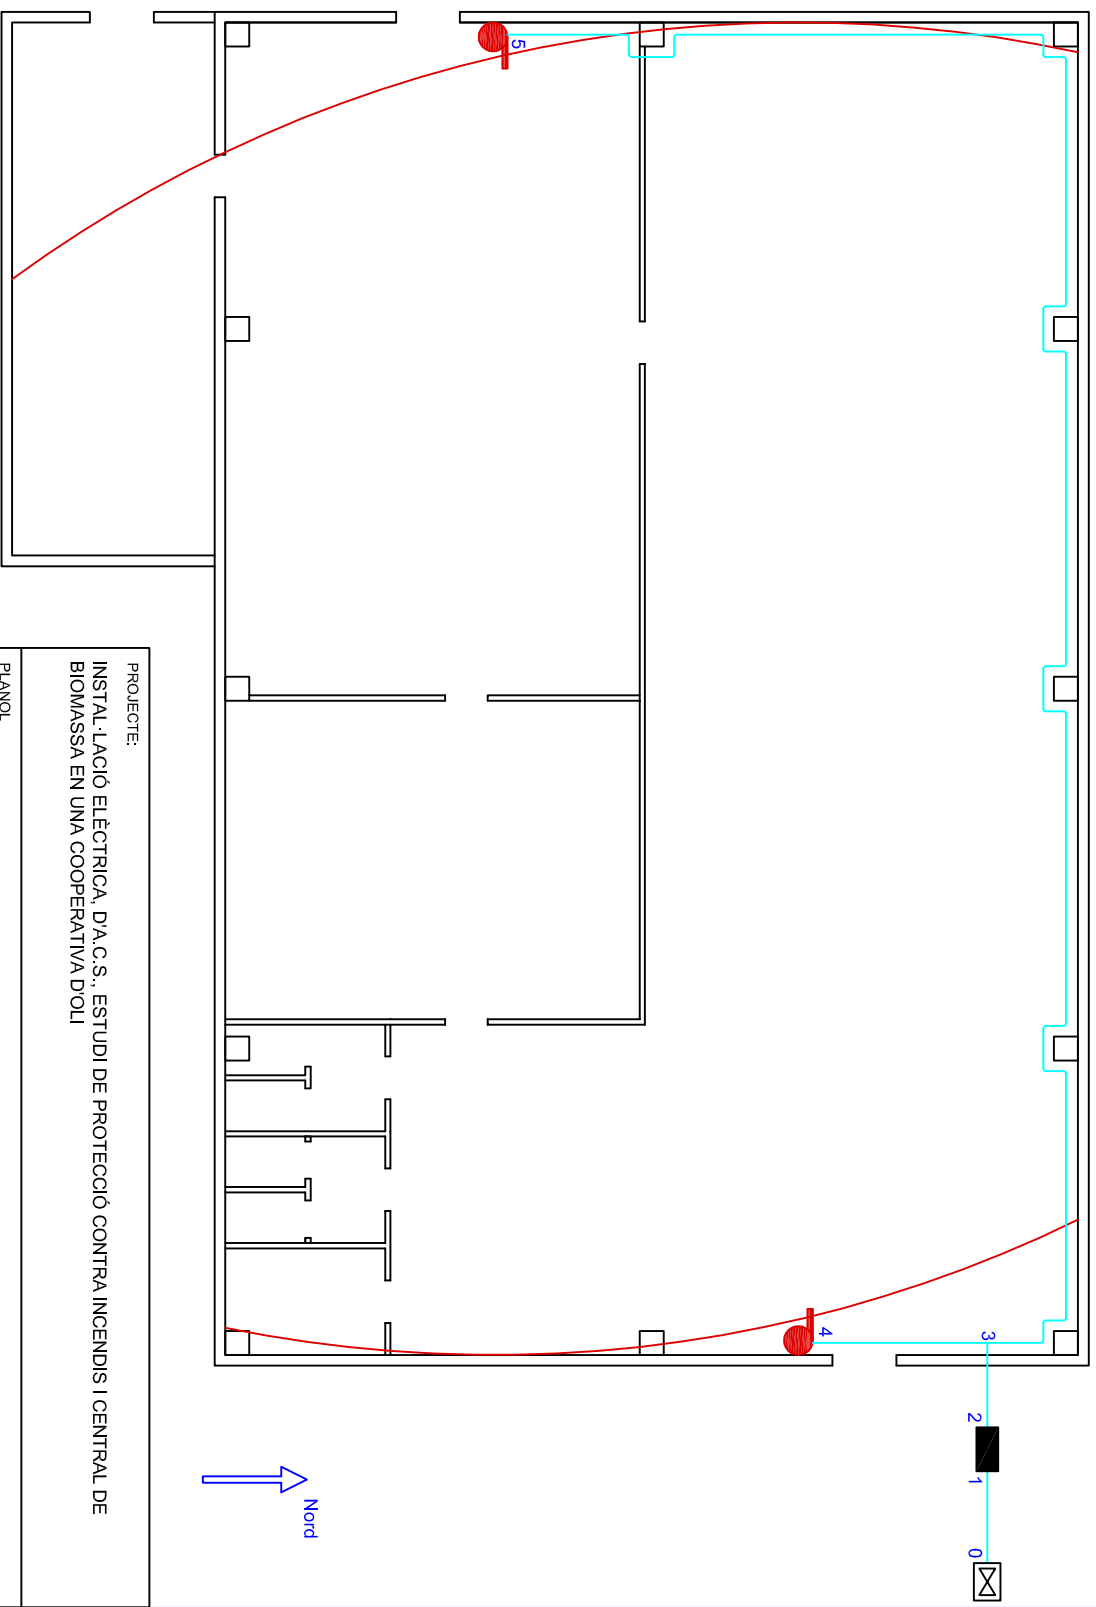 5
4
3
2
1
0
Nord
PROJECTE:
INSTAL·LACIÓ ELÈCTRICA, D'A.C.S., ESTUDI DE PROTECCIÓ CONTRA INCENDIS I CENTRAL DE
BIOMASSA EN UNA COOPERATIVA D'OLI
PLANOL